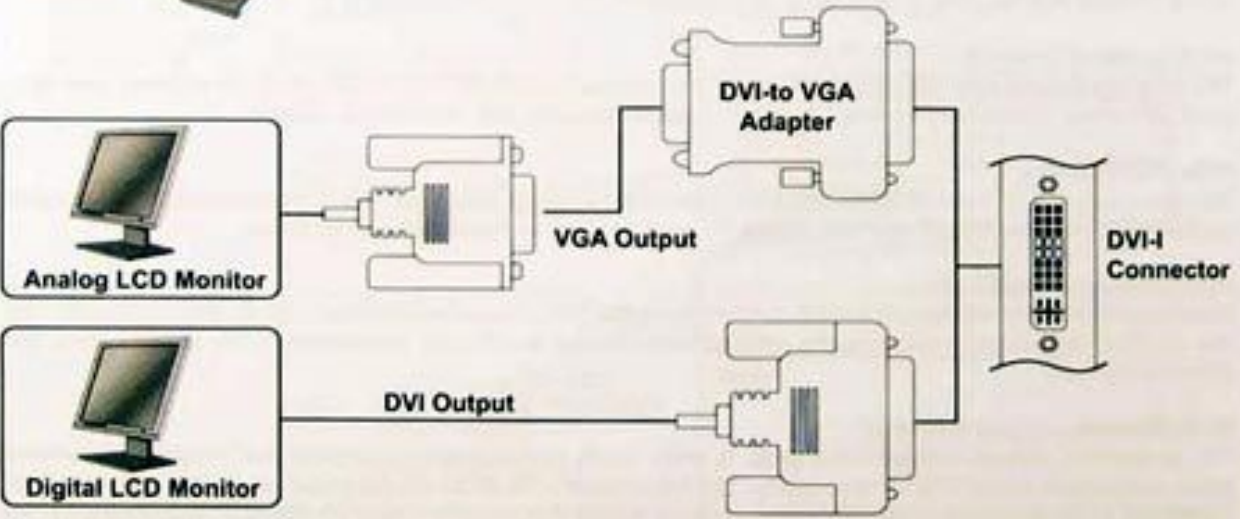 DVI-to VGA
Adapter
VGA Output
Analog LCD Monitor
DVI-I
Connector
DVI Output
Digital LCD Monitor